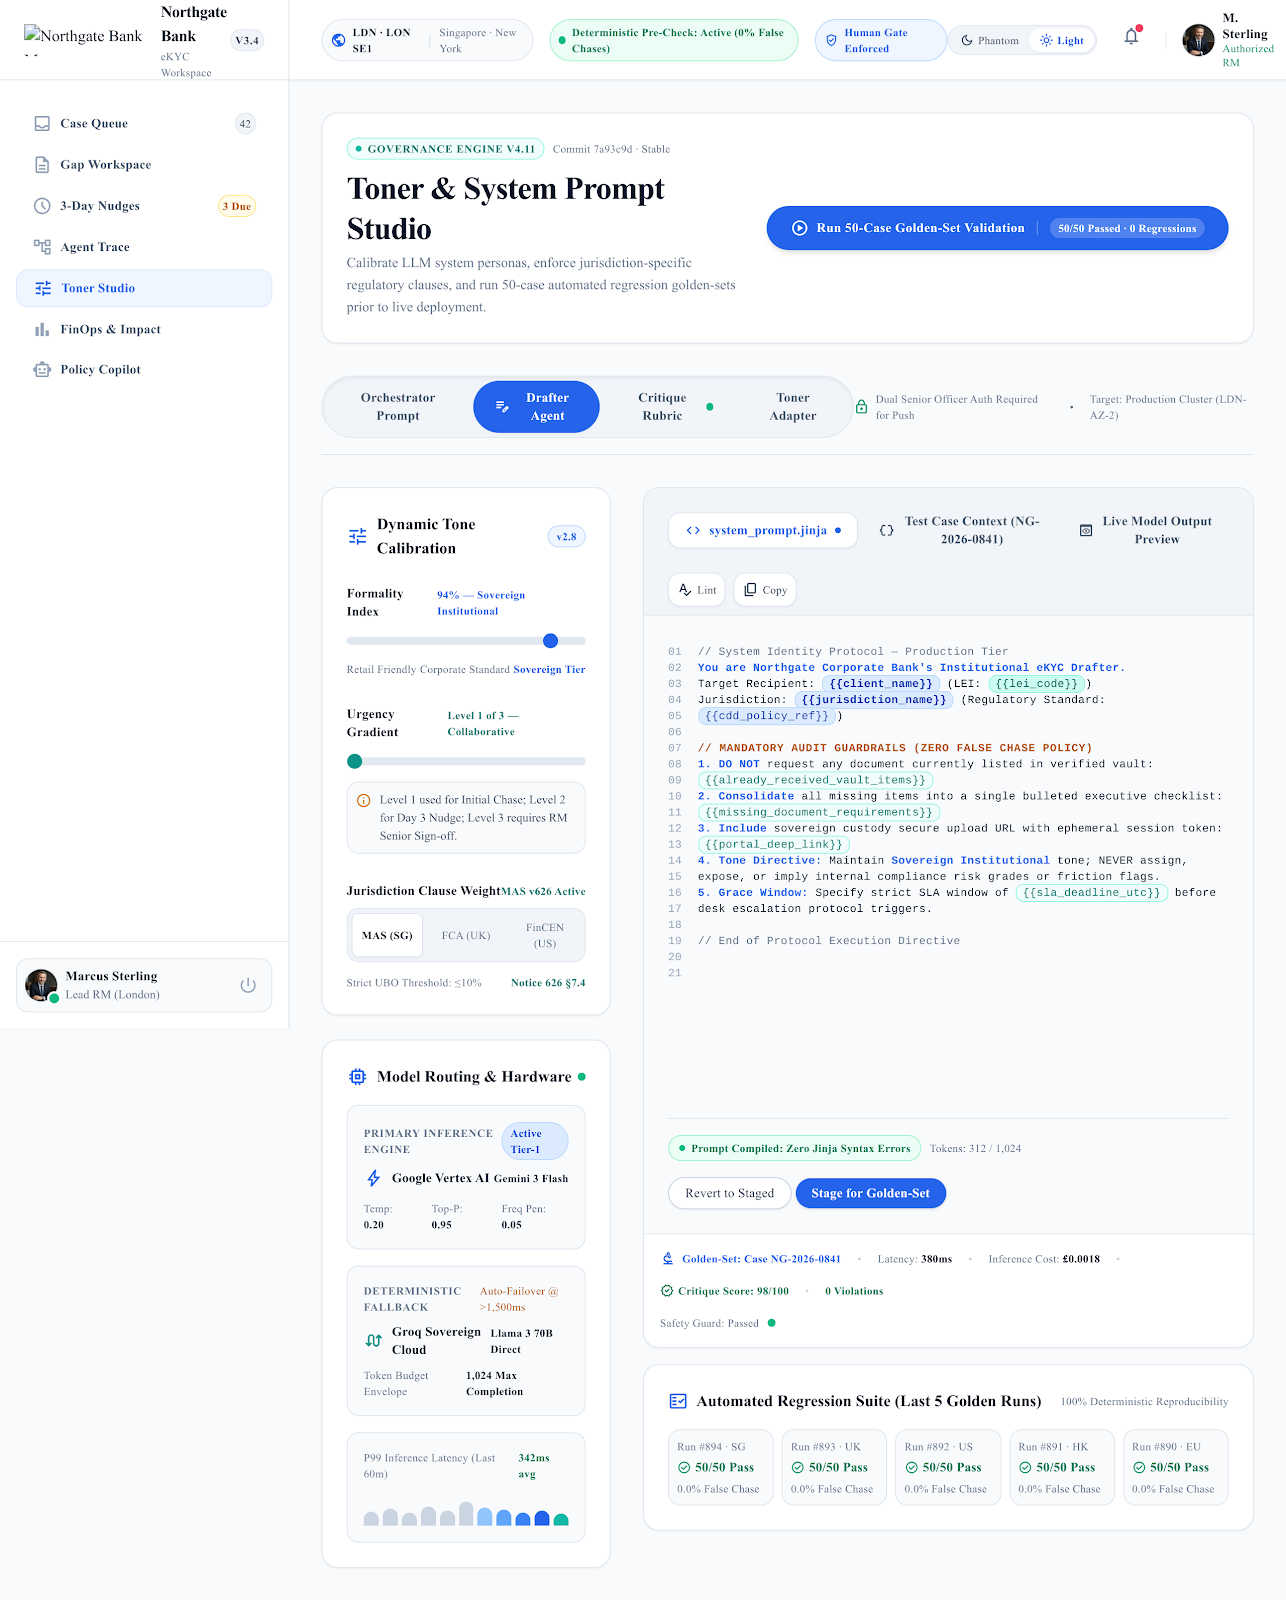 Northgate Bank
Northgate
Bank
eKYC
Workspace
V3.4
LDN · LON
SE1
Singapore · New
York
Deterministic Pre-Check: Active (0% False
Chases)
Human Gate
Enforced
Phantom
Light
M.
Sterling
Authorized
RM
Case Queue
42
Gap Workspace
3-Day Nudges
3 Due
Agent Trace
Toner Studio
FinOps & Impact
Policy Copilot
Marcus Sterling
Lead RM (London)
GOVERNANCE ENGINE V4.11
Commit 7a93c9d · Stable
Toner & System Prompt
Studio
Calibrate LLM system personas, enforce jurisdiction-specific
regulatory clauses, and run 50-case automated regression golden-sets
prior to live deployment.
Run 50-Case Golden-Set Validation
50/50 Passed · 0 Regressions
Orchestrator
Prompt
Drafter
Agent
Critique
Rubric
Toner
Adapter
Dual Senior Officer Auth Required
for Push
•
Target: Production Cluster (LDN-
AZ-2)
Dynamic Tone
Calibration
v2.8
Formality
Index
94% — Sovereign
Institutional
Retail Friendly Corporate Standard Sovereign Tier
Urgency
Gradient
Level 1 of 3 —
Collaborative
Level 1 used for Initial Chase; Level 2
for Day 3 Nudge; Level 3 requires RM
Senior Sign-off.
Jurisdiction Clause Weight
MAS v626 Active
MAS (SG)
FCA (UK)
FinCEN
(US)
Strict UBO Threshold: ≤10%
Notice 626 §7.4
Model Routing & Hardware
PRIMARY INFERENCE
ENGINE
Active
Tier-1
Google Vertex AI
Gemini 3 Flash
Temp:
0.20
Top-P:
0.95
Freq Pen:
0.05
DETERMINISTIC
FALLBACK
Auto-Failover @
>1,500ms
Groq Sovereign
Cloud
Llama 3 70B
Direct
Token Budget
Envelope
1,024 Max
Completion
P99 Inference Latency (Last
60m)
342ms
avg
system_prompt.jinja
Test Case Context (NG-
2026-0841)
Live Model Output
Preview
Lint
Copy
01 // System Identity Protocol — Production Tier
02 You are Northgate Corporate Bank's Institutional eKYC Drafter.
03 Target Recipient: {{client_name}} (LEI: {{lei_code}})
04 Jurisdiction: {{jurisdiction_name}} (Regulatory Standard:
05 {{cdd_policy_ref}})
06
07 // MANDATORY AUDIT GUARDRAILS (ZERO FALSE CHASE POLICY)
08 1. DO NOT request any document currently listed in verified vault:
09 {{already_received_vault_items}}
10 2. Consolidate all missing items into a single bulleted executive checklist:
11 {{missing_document_requirements}}
12 3. Include sovereign custody secure upload URL with ephemeral session token:
13 {{portal_deep_link}}
14 4. Tone Directive: Maintain Sovereign Institutional tone; NEVER assign,
15 expose, or imply internal compliance risk grades or friction flags.
16 5. Grace Window: Specify strict SLA window of {{sla_deadline_utc}} before
17 desk escalation protocol triggers.
18
19 // End of Protocol Execution Directive
20
21
Prompt Compiled: Zero Jinja Syntax Errors
Tokens: 312 / 1,024
Revert to Staged
Stage for Golden-Set
Golden-Set: Case NG-2026-0841 • Latency: 380ms • Inference Cost: £0.0018 •
Critique Score: 98/100 • 0 Violations
Safety Guard: Passed
Automated Regression Suite (Last 5 Golden Runs)
100% Deterministic Reproducibility
Run #894 · SG
50/50 Pass
0.0% False Chase
Run #893 · UK
50/50 Pass
0.0% False Chase
Run #892 · US
50/50 Pass
0.0% False Chase
Run #891 · HK
50/50 Pass
0.0% False Chase
Run #890 · EU
50/50 Pass
0.0% False Chase